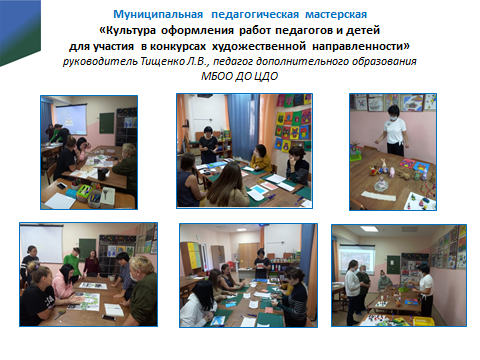 Муниципальная педагогическая мастерская
«Культура оформления работ педагогов и детей
для участия в конкурсах художественной направленности»
руководитель Тищенко Л.В., педагог дополнительного образования
МБОО ДО ЦДО